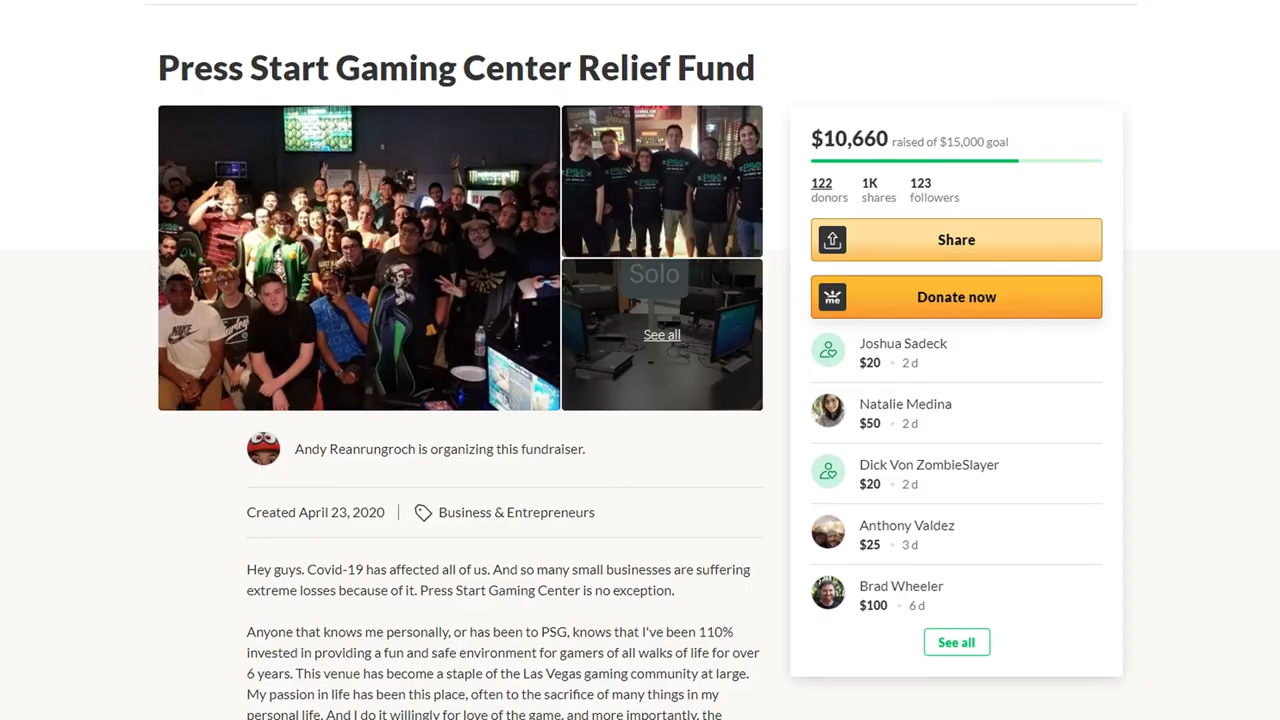 Press Start Gaming Center Relief Fund
PSG
Solo
See all
NIKE
Hurley
$10,660 raised of $15,000 goal
122 1K 123
donors shares followers
Share
me Donate now
Joshua Sadeck
$20 • 2 d
Natalie Medina
$50 • 2 d
Dick Von ZombieSlayer
$20 • 2 d
Anthony Valdez
$25 • 3 d
Brad Wheeler
$100 • 6 d
See all
Andy Reanrungroch is organizing this fundraiser.
Created April 23, 2020 | Business & Entrepreneurs
Hey guys. Covid-19 has affected all of us. And so many small businesses are suffering
extreme losses because of it. Press Start Gaming Center is no exception.
Anyone that knows me personally, or has been to PSG, knows that I've been 110%
invested in providing a fun and safe environment for gamers of all walks of life for over
6 years. This venue has become a staple of the Las Vegas gaming community at large.
My passion in life has been this place, often to the sacrifice of many things in my
personal life. And I do it willingly for love of the game, and more importantly, the